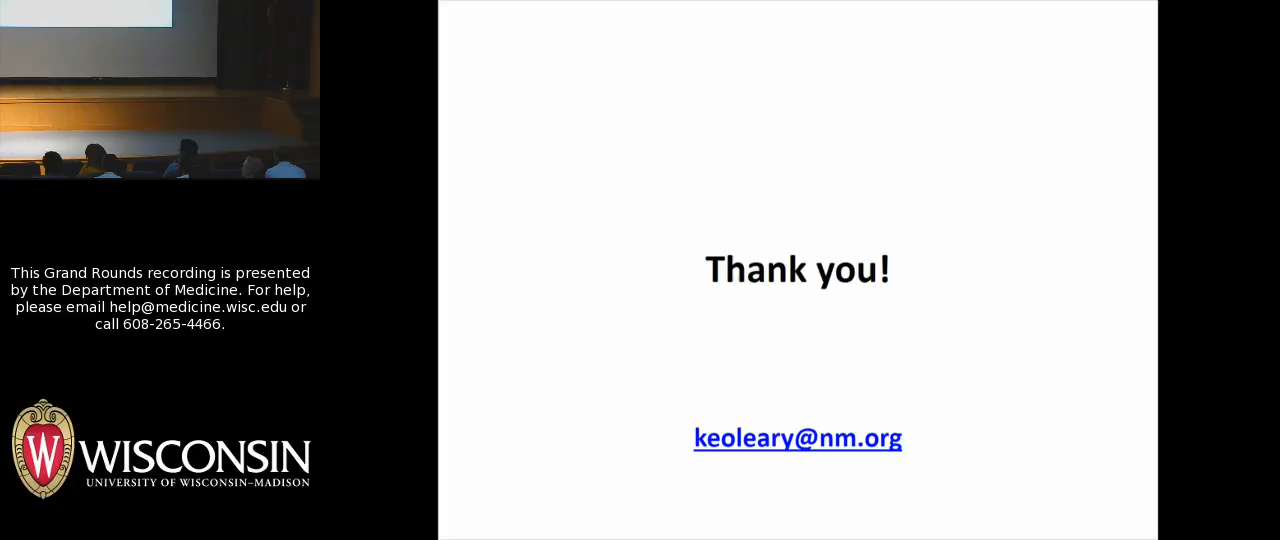 This Grand Rounds recording is presented
by the Department of Medicine. For help,
please email help@medicine.wisc.edu or
call 608-265-4466.
W
WISCONSIN
UNIVERSITY OF WISCONSIN–MADISON
Thank you!
keoleary@nm.org